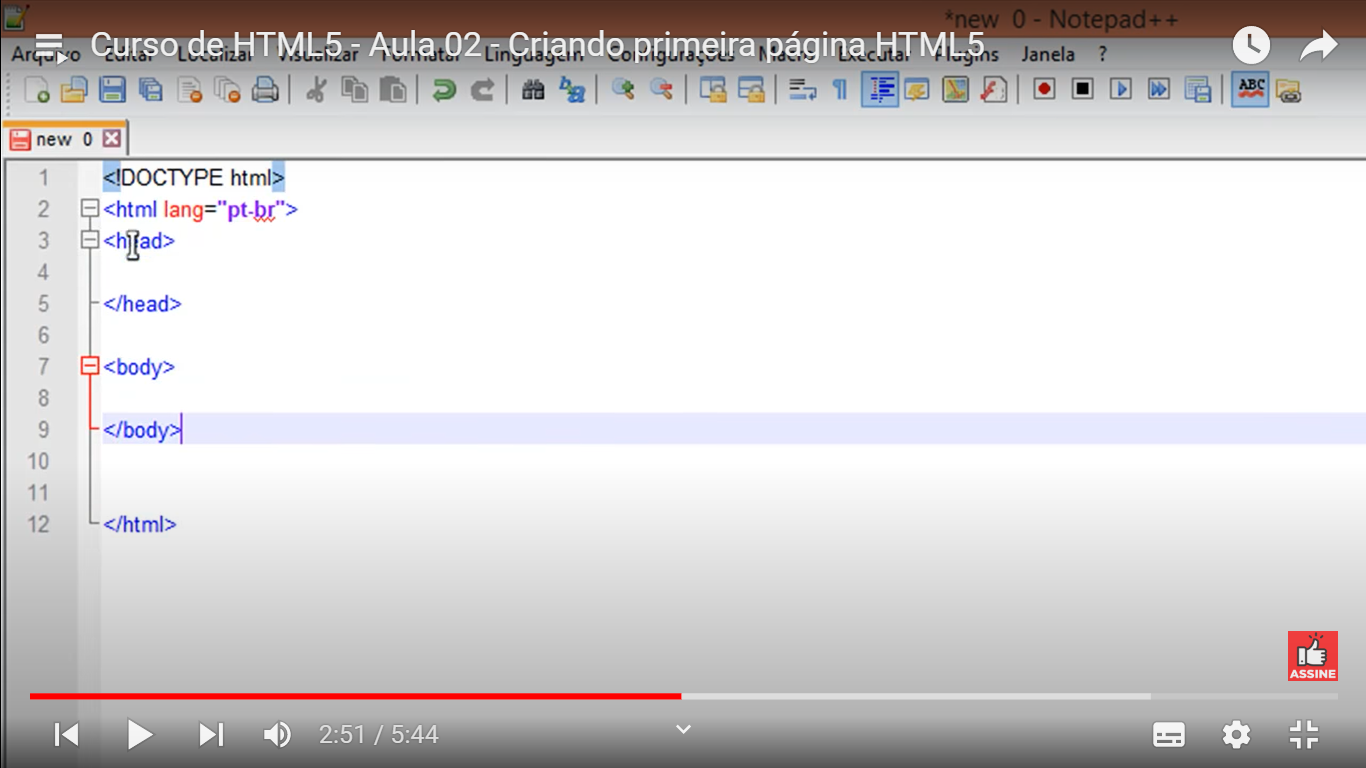 *new 0 - Notepad++
Curso de HTML5 - Aula 02 - Criando primeira página HTML5
Arquivo Editar Localizar Visualizar Formatar Linguagem Configurações Macro Executar Plugins Janela ?
ABC
new 0
1 <!DOCTYPE html>
2 <html lang="pt-br">
3 <head>
4
5 </head>
6
7 <body>
8
9 </body>
10
11
12 </html>
ASSINE
2:51 / 5:44